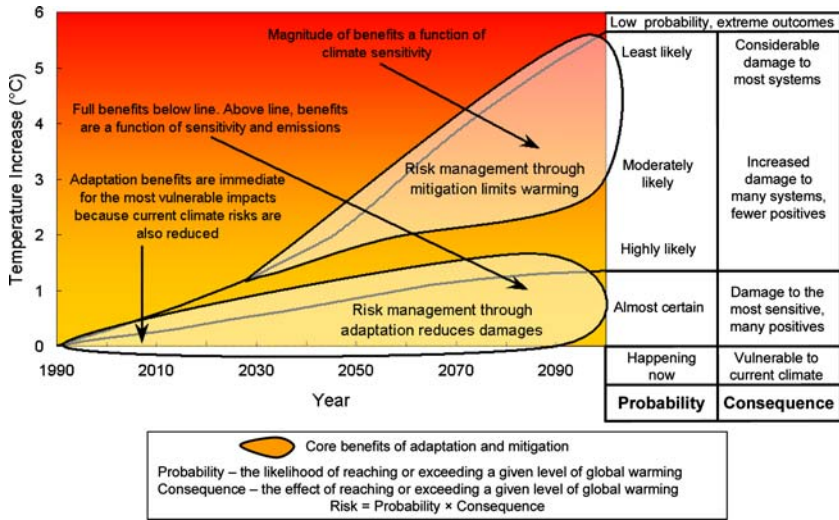 Low probability, extreme outcomes
Magnitude of benefits a function of
climate sensitivity
Full benefits below line. Above line, benefits
are a function of sensitivity and emissions
Adaptation benefits are immediate
for the most vulnerable impacts
because current climate risks are
also reduced
Risk management through
mitigation limits warming
Risk management through
adaptation reduces damages
Temperature Increase (°C)
6
5
4
3
2
1
0
1990
2010
2030
2050
2070
2090
Year
Least likely
Considerable
damage to
most systems
Moderately
likely
Increased
damage to
many systems,
fewer positives
Highly likely
Almost certain
Damage to the
most sensitive,
many positives
Happening
now
Vulnerable to
current climate
Probability
Consequence
Core benefits of adaptation and mitigation
Probability – the likelihood of reaching or exceeding a given level of global warming
Consequence – the effect of reaching or exceeding a given level of global warming
Risk = Probability × Consequence